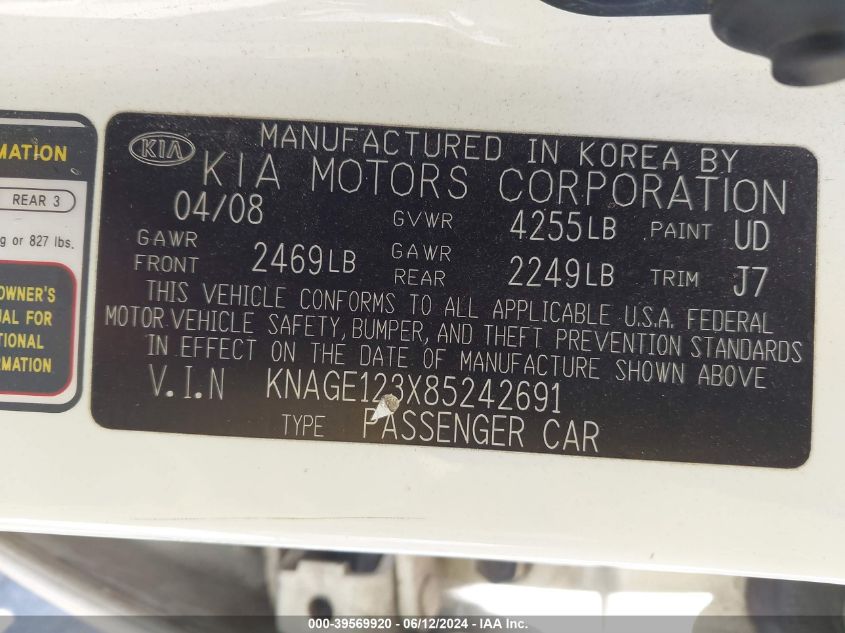 MATION
REAR 3
g or 827 lbs.
OWNER'S
AL FOR
TIONAL
RMATION
KIA
MANUFACTURED IN KOREA BY
KIA MOTORS CORPORATION
04/08 GVWR 4255LB PAINT UD
GAWR FRONT 2469LB GAWR REAR 2249LB TRIM J7
THIS VEHICLE CONFORMS TO ALL APPLICABLE U.S.A. FEDERAL
MOTOR VEHICLE SAFETY, BUMPER, AND THEFT PREVENTION STANDARDS
IN EFFECT ON THE DATE OF MANUFACTURE SHOWN ABOVE
V.I.N KNAGE123X85242691
TYPE PASSENGER CAR
000-39569920 - 06/12/2024 - IAAI.COM